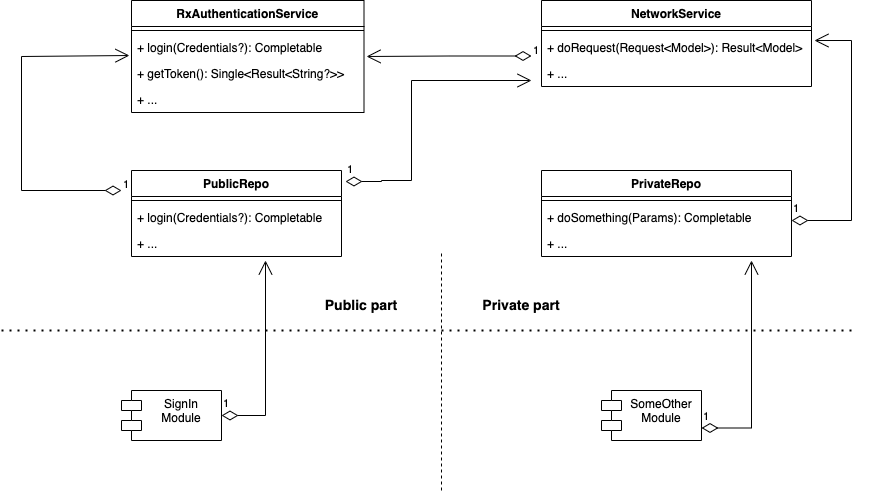 RxAuthenticationService
+ login(Credentials?): Completable
+ getToken(): Single<Result<String?>>
+ ...
NetworkService
+ doRequest(Request<Model>): Result<Model>
+ ...
1
1
1
PublicRepo
+ login(Credentials?): Completable
+ ...
PrivateRepo
+ doSomething(Params): Completable
+ ...
1
Public part
Private part
SignIn
Module
1
SomeOther
Module
1